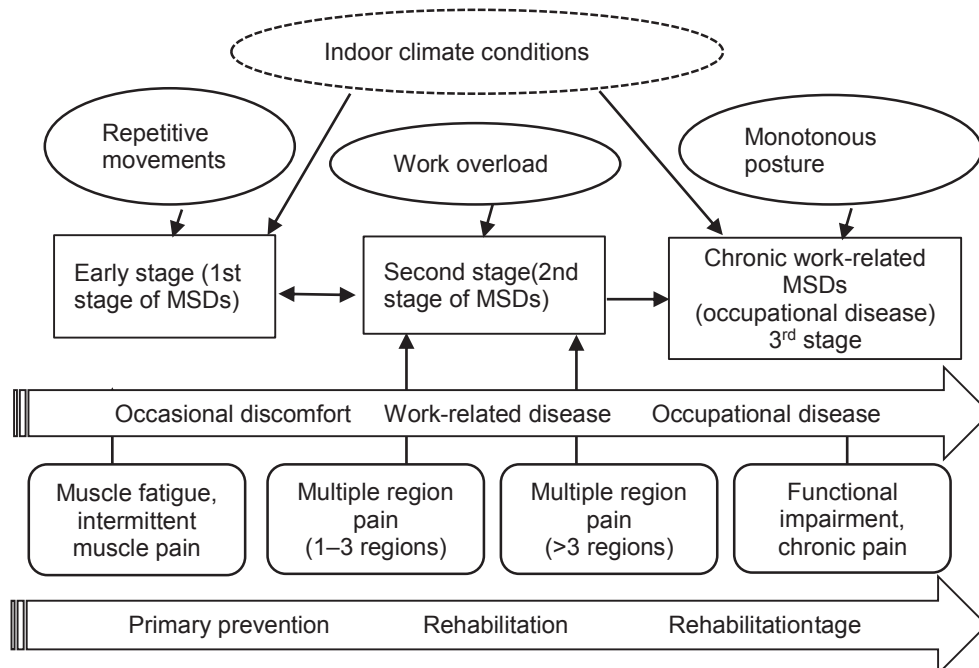 Indoor climate conditions
Repetitive
movements
Work overload
Monotonous
posture
Early stage (1st
stage of MSDs)
Second stage(2nd
stage of MSDs)
Chronic work-related
MSDs
(occupational disease)
3rd stage
Occasional discomfort
Work-related disease
Occupational disease
Muscle fatigue,
intermittent
muscle pain
Multiple region
pain
(1–3 regions)
Multiple region
pain
(>3 regions)
Functional
impairment,
chronic pain
Primary prevention
Rehabilitation
Rehabilitationtage